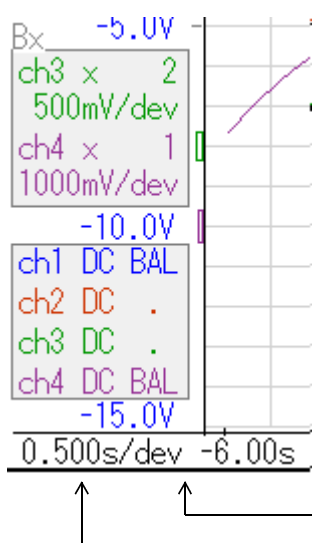 -5.0V
Bx
ch3 x 2
500mV/dev
ch4 x 1
1000mV/dev
-10.0V
ch1 DC BAL
ch2 DC .
ch3 DC .
ch4 DC BAL
-15.0V
0.500s/dev -6.00s